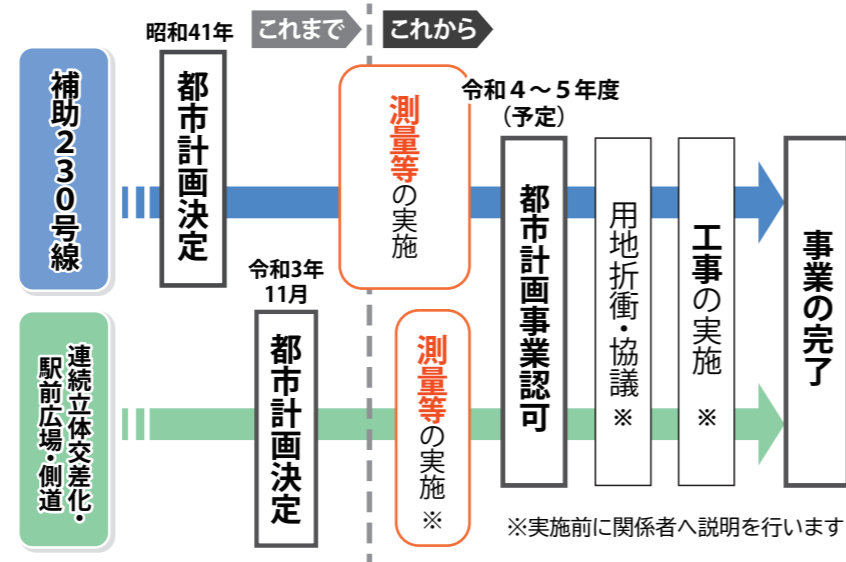 これまで
これから
補助230号線
昭和41年
都市計画決定
測量等の実施
令和4～5年度
（予定）
都市計画事業認可
用地折衝・協議 ※
工事の実施 ※
事業の完了
連続立体交差化・
駅前広場・側道
令和3年
11月
都市計画決定
測量等の実施 ※
※実施前に関係者へ説明を行います